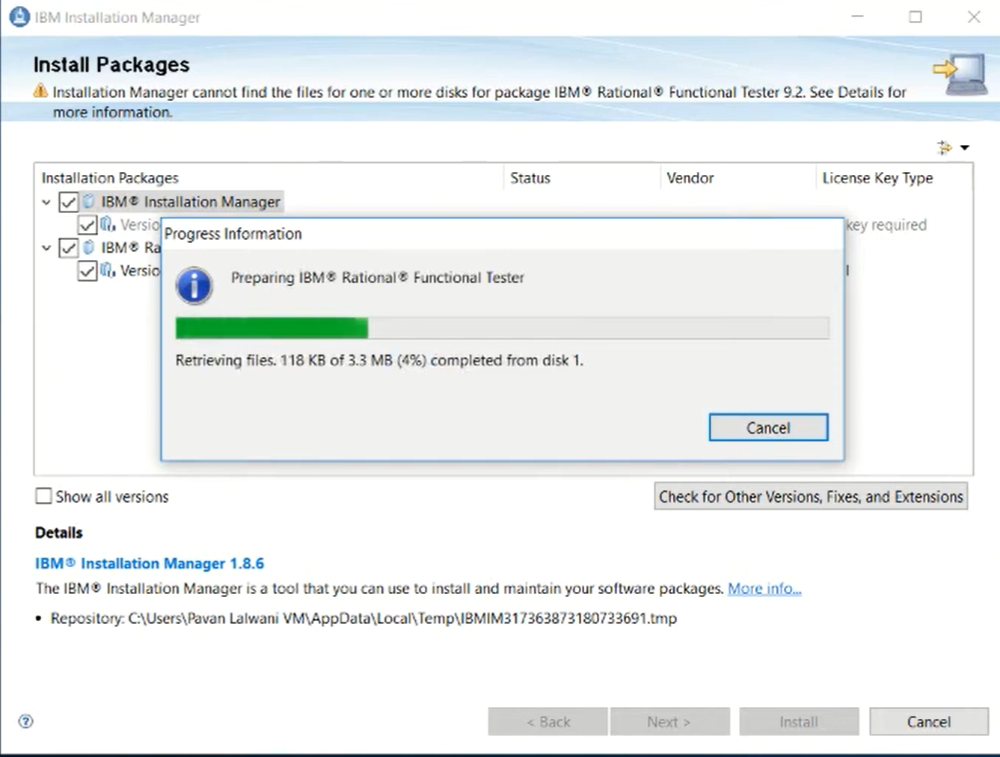 IBM Installation Manager
Install Packages
Installation Manager cannot find the files for one or more disks for package IBM® Rational® Functional Tester 9.2. See Details for
more information.
Installation Packages Status Vendor License Key Type
IBM® Installation Manager
Versio key required
IBM® Ra
Versio
Progress Information
Preparing IBM® Rational® Functional Tester
Retrieving files. 118 KB of 3.3 MB (4%) completed from disk 1.
Cancel
Show all versions
Check for Other Versions, Fixes, and Extensions
Details
IBM® Installation Manager 1.8.6
The IBM® Installation Manager is a tool that you can use to install and maintain your software packages. More info...
• Repository: C:\Users\Pavan Lalwani VM\AppData\Local\Temp\IBMIM317363873180733691.tmp
< Back Next > Install Cancel